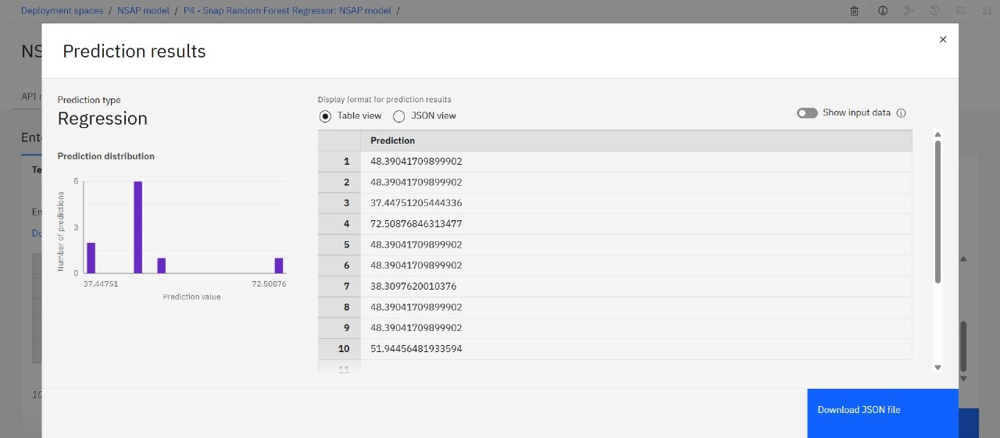 Deployment spaces / NSAP model / P4 - Snap Random Forest Regressor: NSAP model /
NS
Prediction results
API r
Prediction type
Regression
Display format for prediction results
Table view JSON view
Show input data
Ent
Prediction distribution
Te
En
Do
Number of predictions
6
3
0
37.44751 72.50876
Prediction value
Prediction
1 48.39041709899902
2 48.39041709899902
3 37.44751205444336
4 72.50876846313477
5 48.39041709899902
6 48.39041709899902
7 38.3097620010376
8 48.39041709899902
9 48.39041709899902
10 51.94456481933594
11
10
Download JSON file